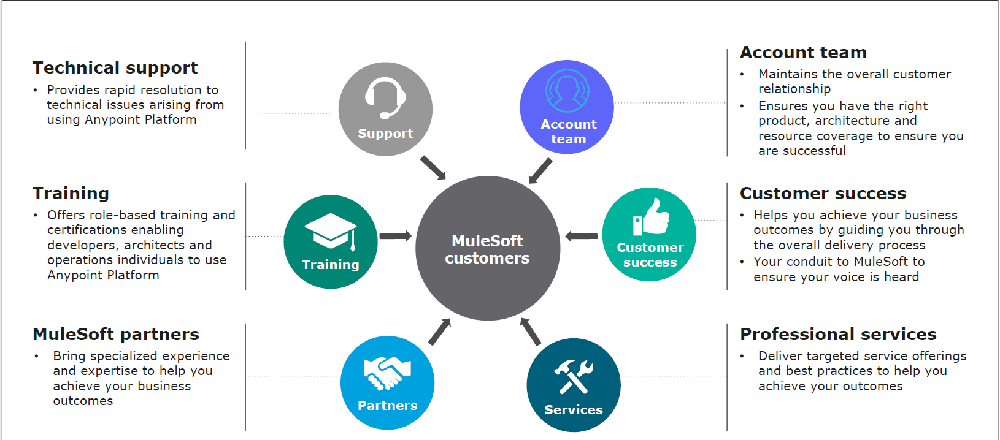 Technical support
• Provides rapid resolution to
technical issues arising from
using Anypoint Platform
Support
Account
team
Account team
• Maintains the overall customer
relationship
• Ensures you have the right
product, architecture and
resource coverage to ensure you
are successful
Training
• Offers role-based training and
certifications enabling
developers, architects and
operations individuals to use
Anypoint Platform
Training
MuleSoft
customers
Customer
success
Customer success
• Helps you achieve your business
outcomes by guiding you through
the overall delivery process
• Your conduit to MuleSoft to
ensure your voice is heard
MuleSoft partners
• Bring specialized experience
and expertise to help you
achieve your business
outcomes
Partners
Services
Professional services
• Deliver targeted service offerings
and best practices to help you
achieve your outcomes